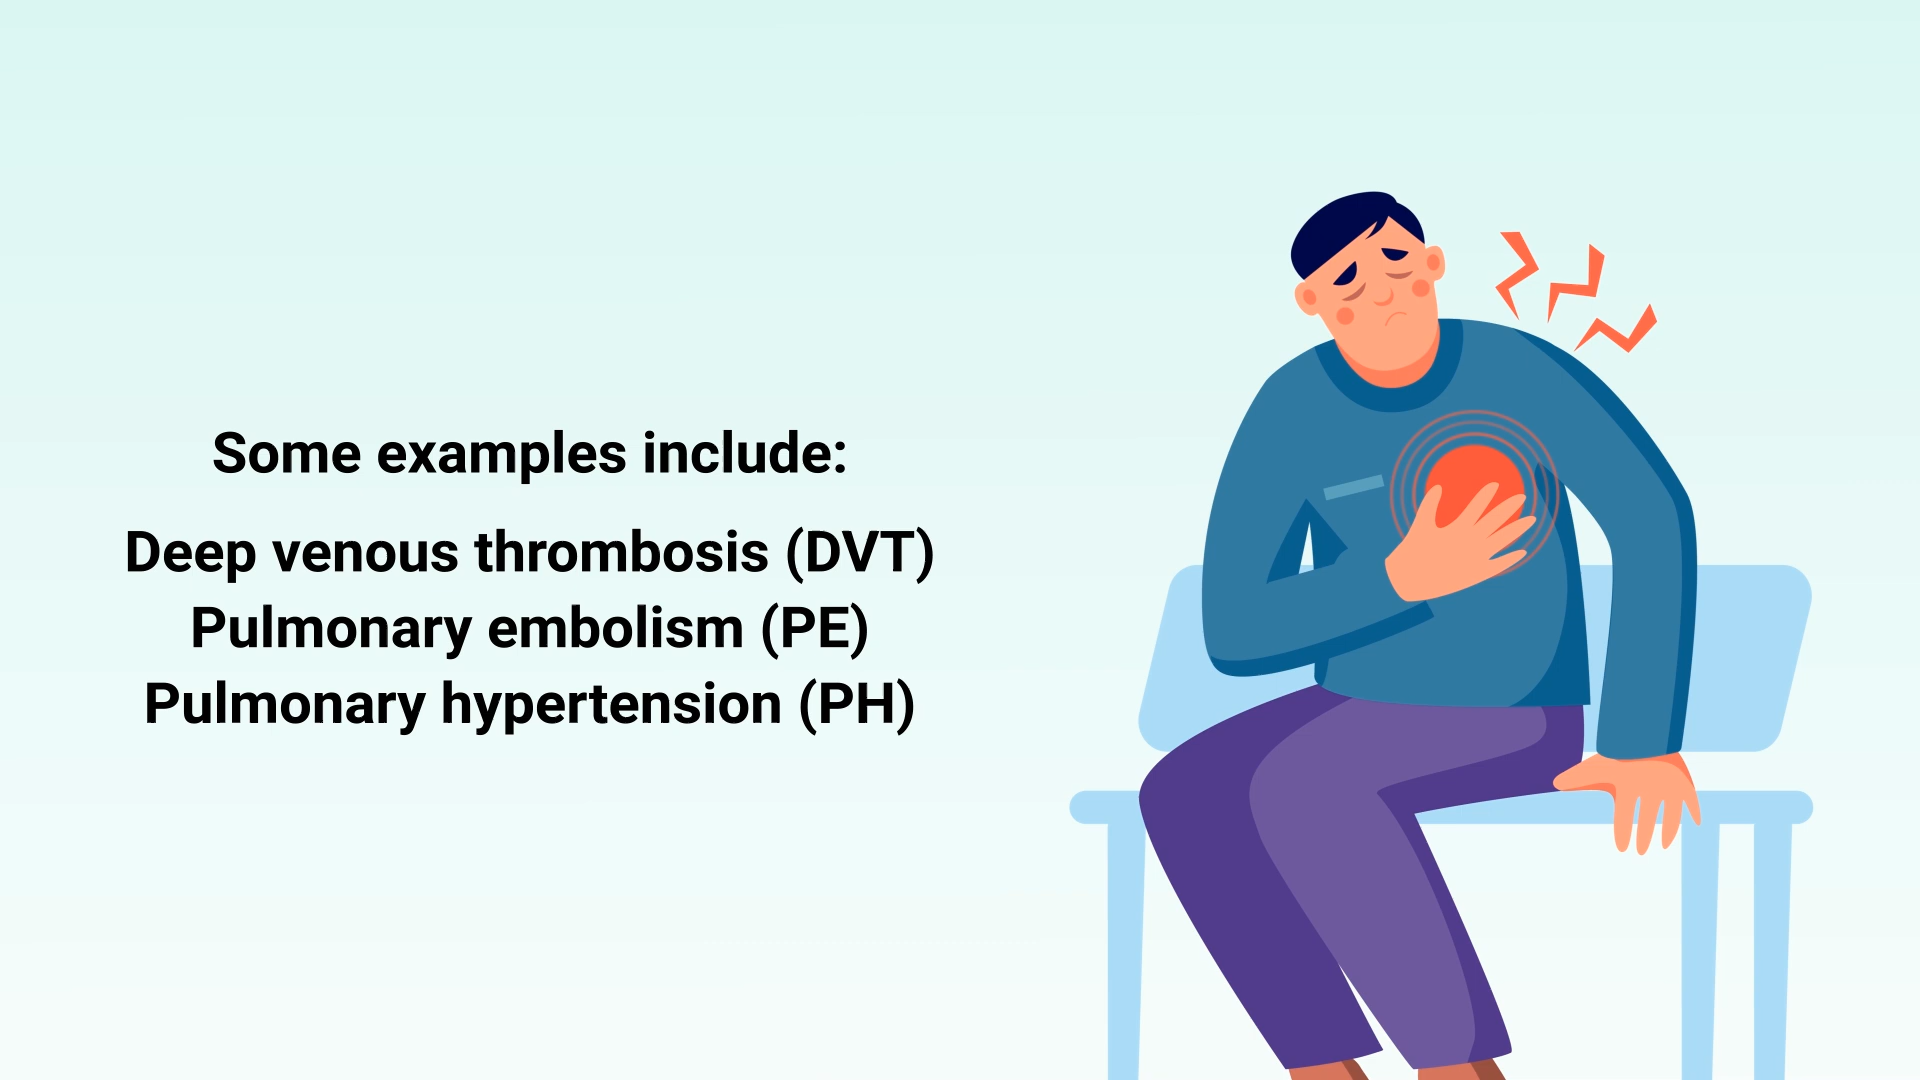 Some examples include:
Deep venous thrombosis (DVT)
Pulmonary embolism (PE)
Pulmonary hypertension (PH)